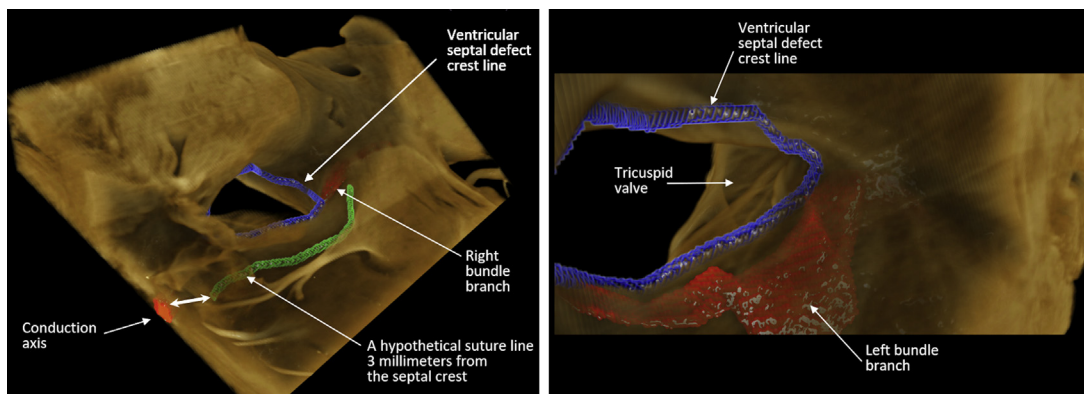 Ventricular
septal defect
crest line
Right
bundle
branch
Conduction
axis
A hypothetical suture line
3 millimeters from
the septal crest
Ventricular
septal defect
crest line
Tricuspid
valve
Left bundle
branch